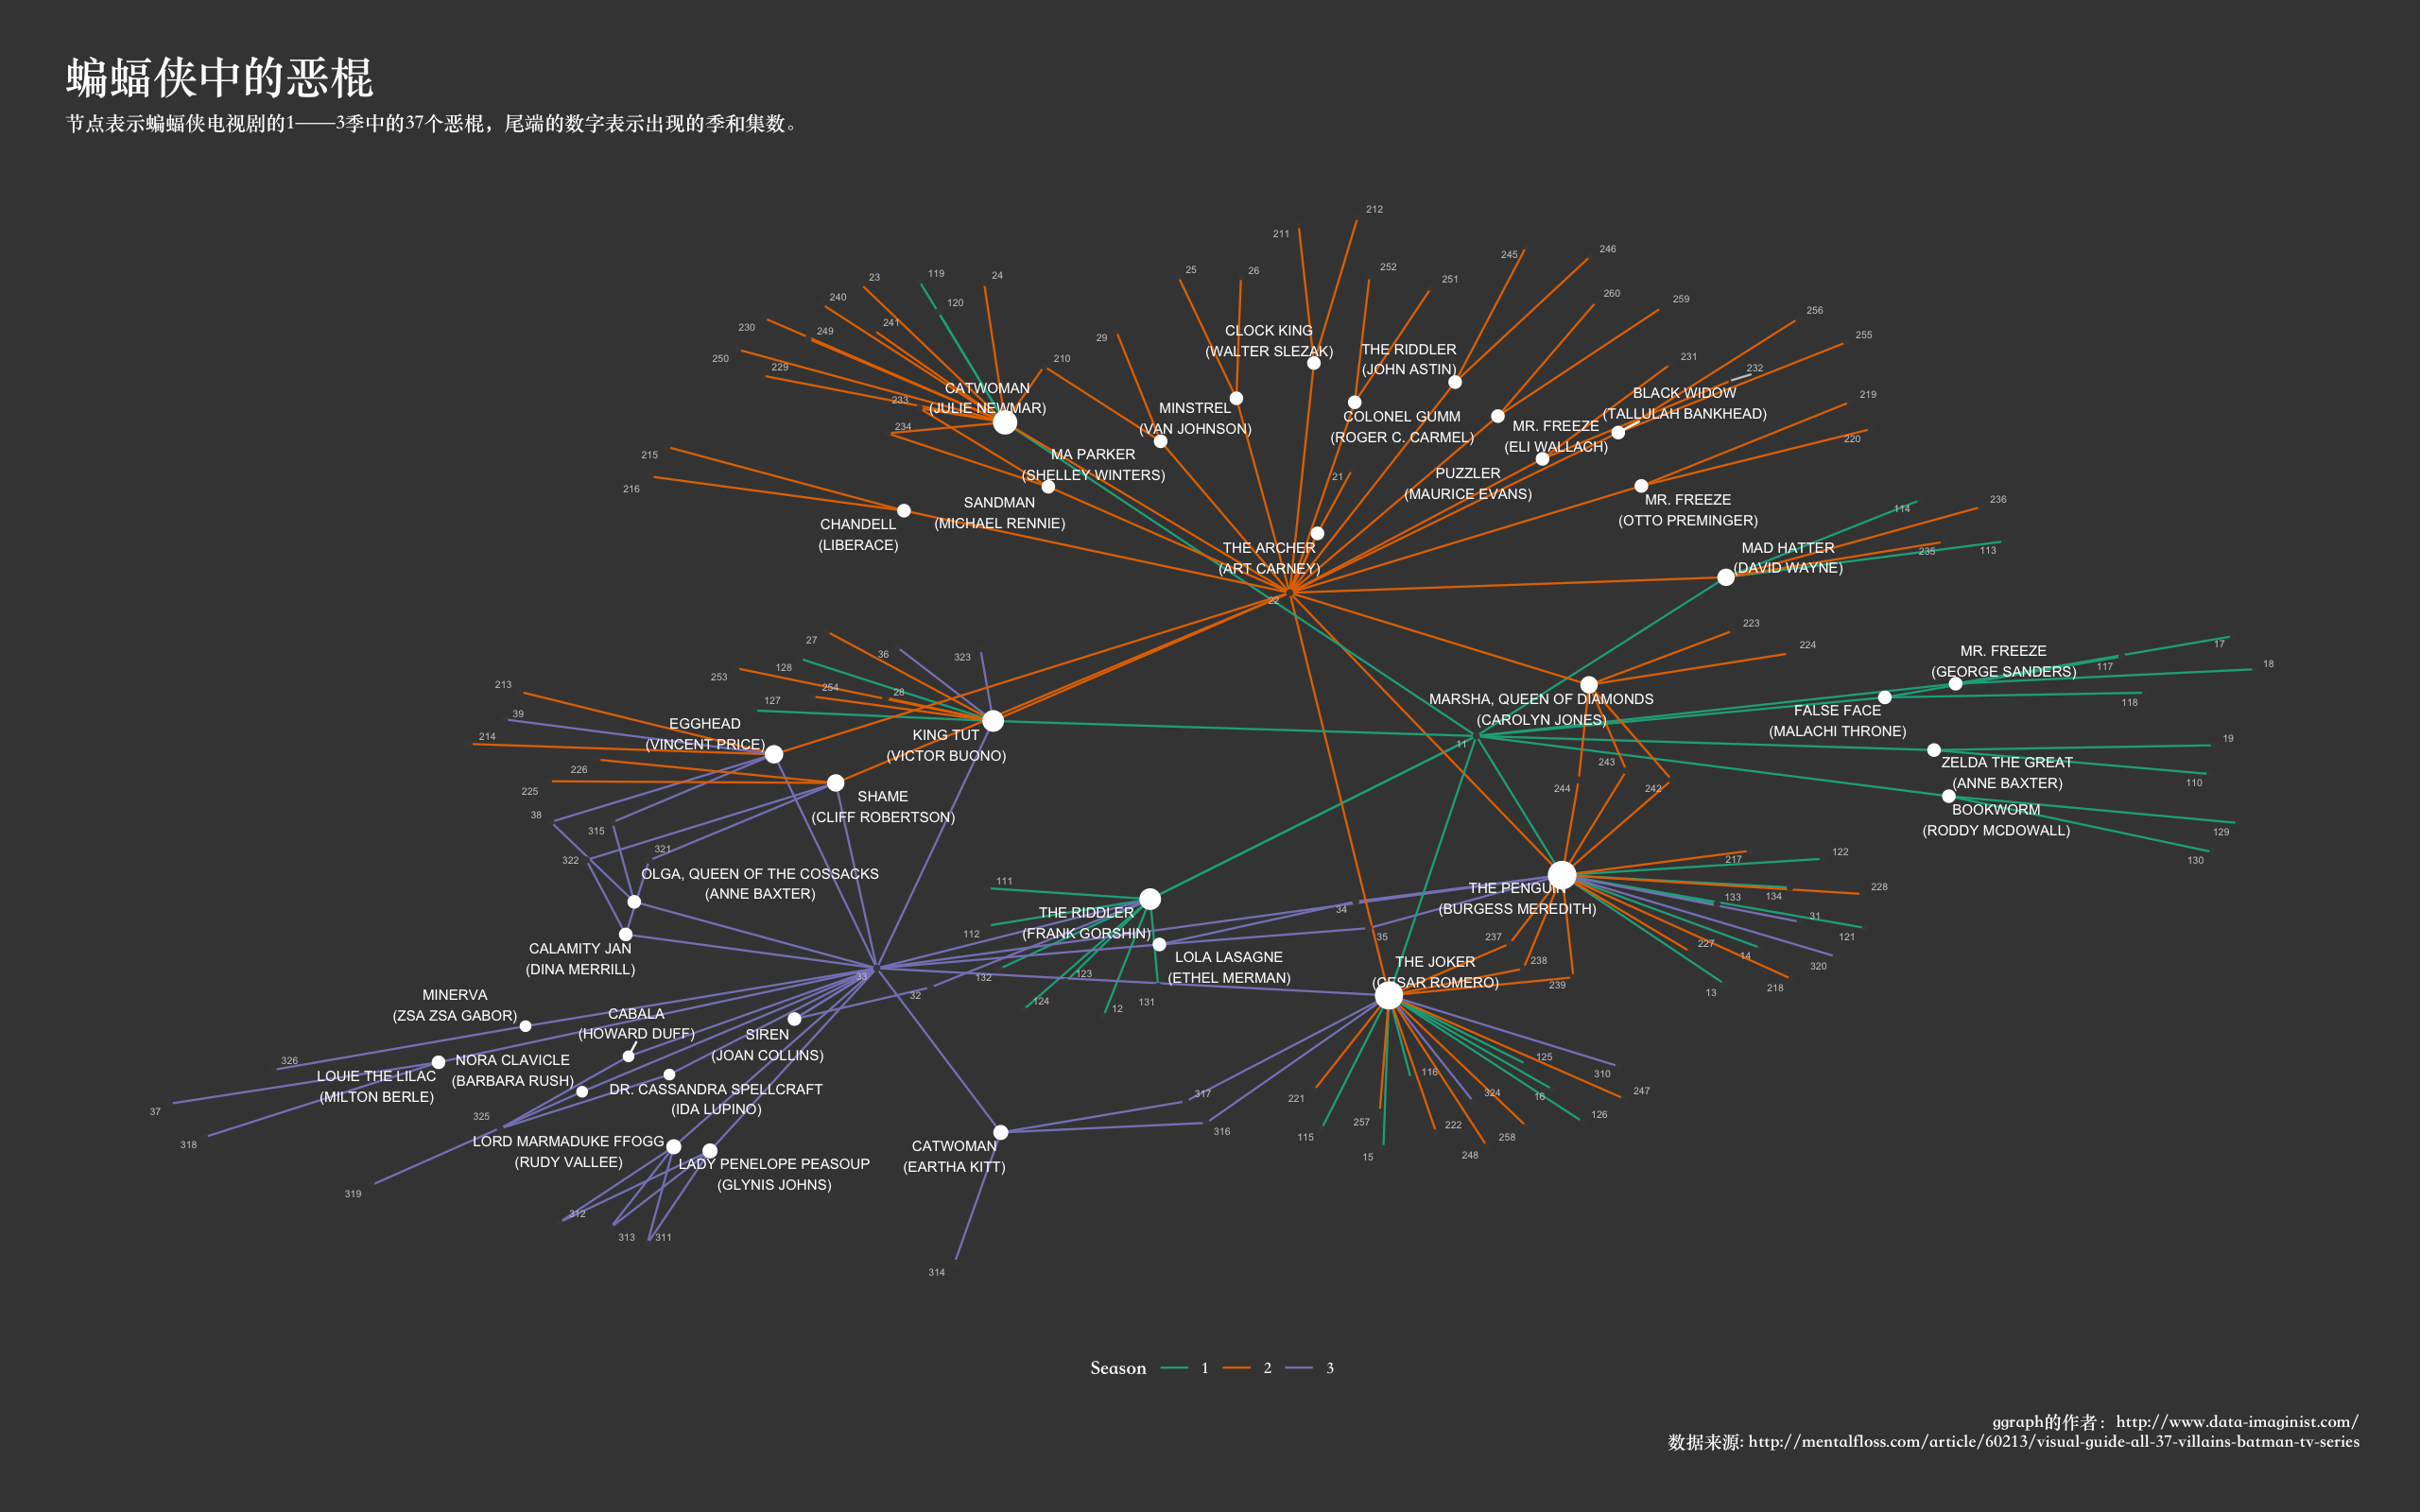 蝙蝠侠中的恶棍
节点表示蝙蝠侠电视剧的1——3季中的37个恶棍，尾端的数字表示出现的季和集数。
212
211
246
245
25
26
252
251
23
119
24
240
120
260
259
230
249
241
256
255
29
250
229
210
CLOCK KING
(WALTER SLEZAK)
THE RIDDLER
(JOHN ASTIN)
231
232
CATWOMAN
(JULIE NEWMAR)
233
234
MINSTREL
(VAN JOHNSON)
COLONEL GUMM
(ROGER C. CARMEL)
BLACK WIDOW
(TALLULAH BANKHEAD)
219
220
MR. FREEZE
(ELI WALLACH)
215
216
MA PARKER
(SHELLEY WINTERS)
21
PUZZLER
(MAURICE EVANS)
SANDMAN
(MICHAEL RENNIE)
MR. FREEZE
(OTTO PREMINGER)
CHANDELL
(LIBERACE)
114
236
THE ARCHER
(ART CARNEY)
MAD HATTER
(DAVID WAYNE)
235
113
22
27
36
323
223
224
17
MR. FREEZE
(GEORGE SANDERS)
117
18
253
128
254
28
127
213
39
214
MARSHA, QUEEN OF DIAMONDS
(CAROLYN JONES)
118
FALSE FACE
(MALACHI THRONE)
EGGHEAD
(VINCENT PRICE)
KING TUT
(VICTOR BUONO)
11
19
ZELDA THE GREAT
(ANNE BAXTER)
110
226
225
243
244
242
SHAME
(CLIFF ROBERTSON)
BOOKWORM
(RODDY MCDOWALL)
38
315
129
130
322
321
217
122
OLGA, QUEEN OF THE COSSACKS
(ANNE BAXTER)
111
THE PENGUIN
(BURGESS MEREDITH)
228
133
134
34
31
THE RIDDLER
(FRANK GORSHIN)
112
35
237
121
CALAMITY JAN
(DINA MERRILL)
227
14
LOLA LASAGNE
(ETHEL MERMAN)
THE JOKER
(CESAR ROMERO)
238
320
33
132
123
239
218
13
MINERVA
(ZSA ZSA GABOR)
32
124
131
12
CABALA
(HOWARD DUFF)
SIREN
(JOAN COLLINS)
326
NORA CLAVICLE
(BARBARA RUSH)
125
LOUIE THE LILAC
(MILTON BERLE)
116
310
DR. CASSANDRA SPELLCRAFT
(IDA LUPINO)
317
221
324
16
247
37
325
257
222
126
318
316
115
258
LORD MARMADUKE FFOGG
(RUDY VALLEE)
CATWOMAN
(EARTHA KITT)
15
248
LADY PENELOPE PEASOUP
(GLYNIS JOHNS)
319
312
313
311
314
Season 1 2 3
ggraph的作者：http://www.data-imaginist.com/
数据来源: http://mentalfloss.com/article/60213/visual-guide-all-37-villains-batman-tv-series